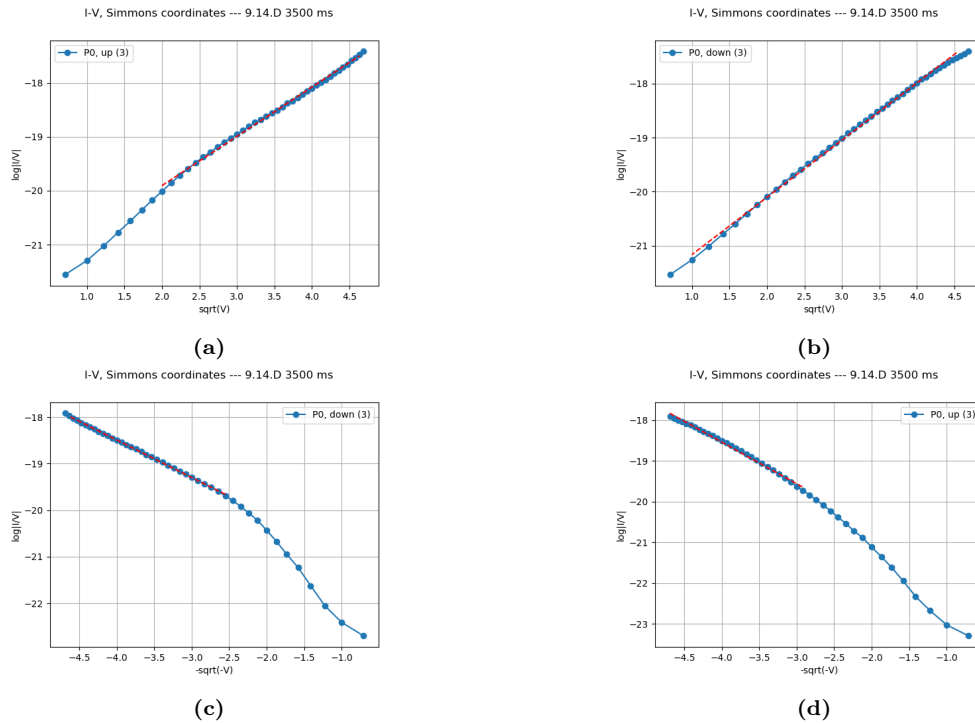 I-V, Simmons coordinates --- 9.14.D 3500 ms
P0, up (3)
log|I/V|
−18
−19
−20
−21
1.0 1.5 2.0 2.5 3.0 3.5 4.0 4.5
sqrt(V)
(a)
I-V, Simmons coordinates --- 9.14.D 3500 ms
P0, down (3)
log|I/V|
−18
−19
−20
−21
1.0 1.5 2.0 2.5 3.0 3.5 4.0 4.5
sqrt(V)
(b)
I-V, Simmons coordinates --- 9.14.D 3500 ms
P0, down (3)
log|I/V|
−18
−19
−20
−21
−22
−4.5 −4.0 −3.5 −3.0 −2.5 −2.0 −1.5 −1.0
-sqrt(-V)
(c)
I-V, Simmons coordinates --- 9.14.D 3500 ms
P0, up (3)
log|I/V|
−18
−19
−20
−21
−22
−23
−4.5 −4.0 −3.5 −3.0 −2.5 −2.0 −1.5 −1.0
-sqrt(-V)
(d)